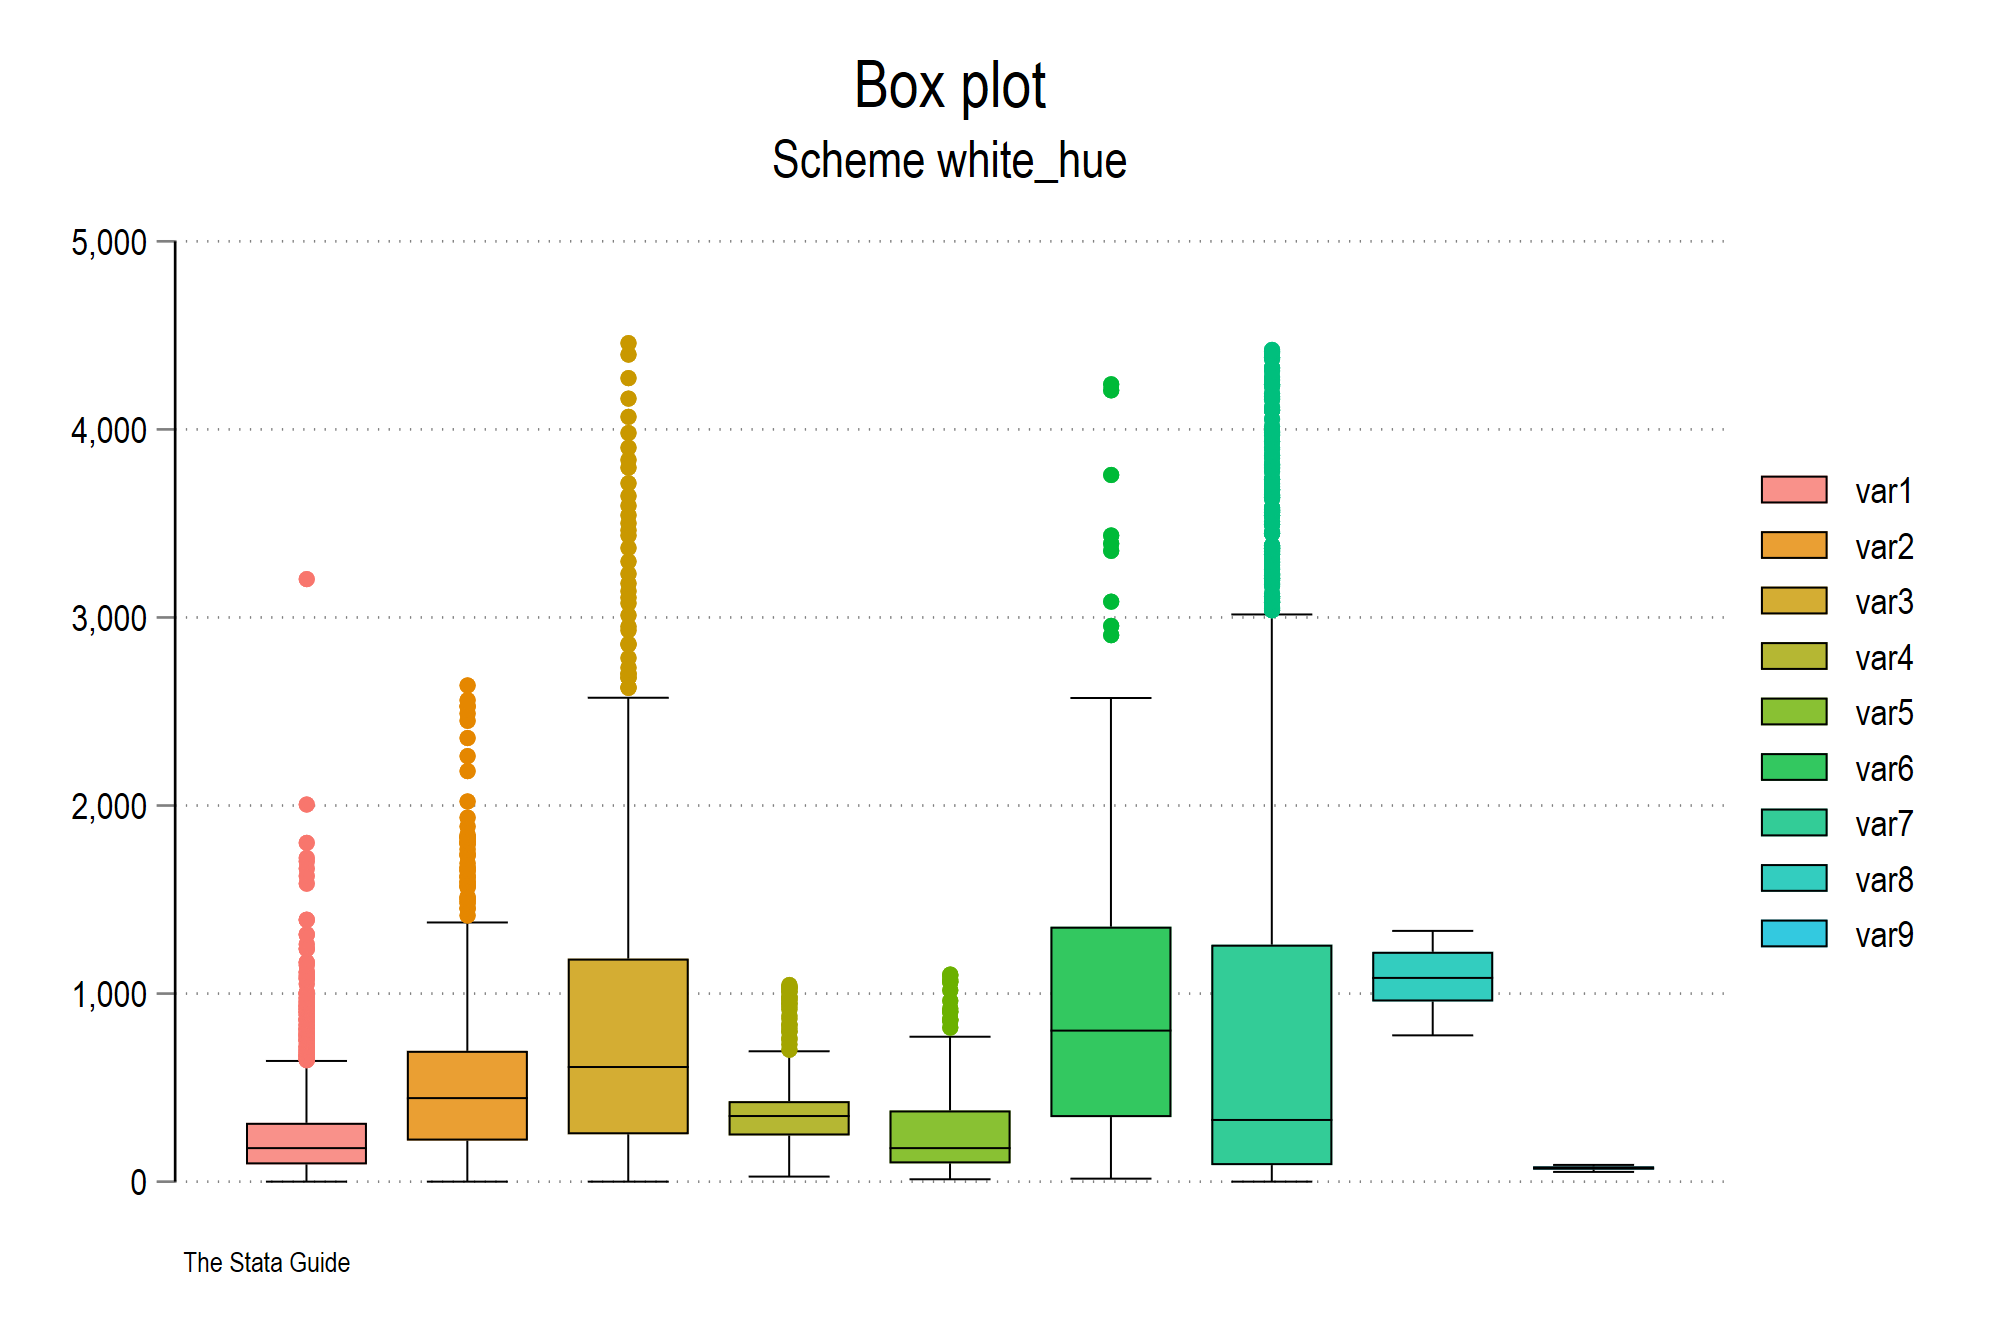 Box plot
Scheme white_hue
5,000
4,000
3,000
2,000
1,000
0
var1
var2
var3
var4
var5
var6
var7
var8
var9
The Stata Guide